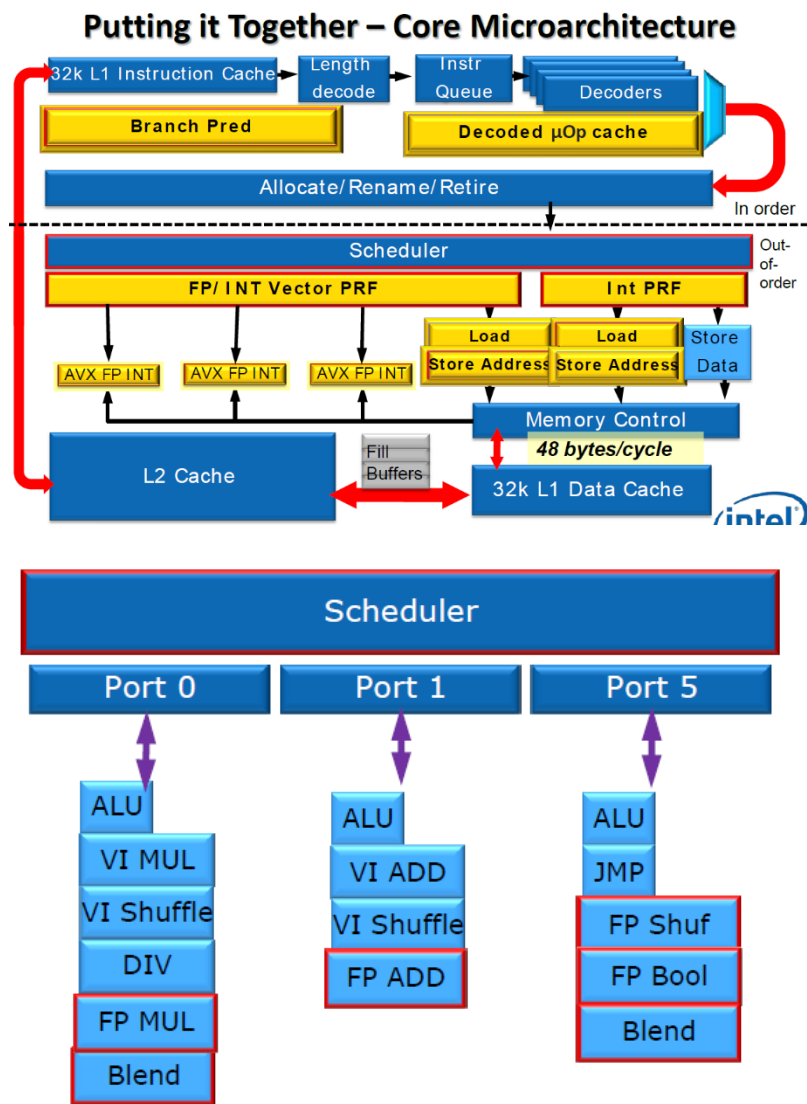 Putting it Together – Core Microarchitecture
32k L1 Instruction Cache
Length
decode
Instr
Queue
Decoders
Branch Pred
Decoded µOp cache
Allocate/Rename/Retire
In order
Scheduler
Out-
of-
order
FP/ INT Vector PRF
Int PRF
Load
Store Address
Load
Store Address
Store
Data
AVX FP INT
AVX FP INT
AVX FP INT
Memory Control
48 bytes/cycle
L2 Cache
Fill
Buffers
32k L1 Data Cache
intel
Scheduler
Port 0
Port 1
Port 5
ALU
VI MUL
VI Shuffle
DIV
FP MUL
Blend
ALU
VI ADD
VI Shuffle
FP ADD
ALU
JMP
FP Shuf
FP Bool
Blend